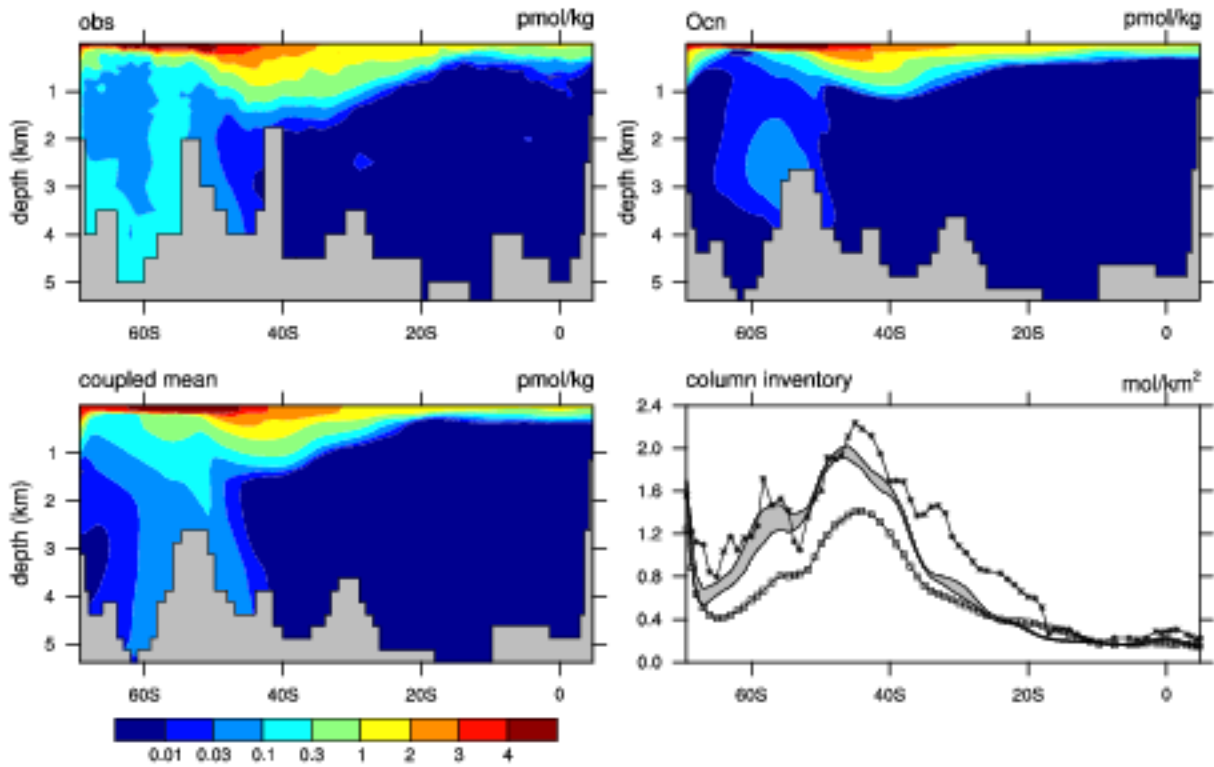 obs pmol/kg
depth (km)
1
2
3
4
5
60S 40S 20S 0
Ocn pmol/kg
depth (km)
1
2
3
4
5
60S 40S 20S 0
coupled mean pmol/kg
depth (km)
1
2
3
4
5
60S 40S 20S 0
0.01 0.03 0.1 0.3 1 2 3 4
column inventory mol/km²
2.4
2.0
1.6
1.2
0.8
0.4
0.0
60S 40S 20S 0